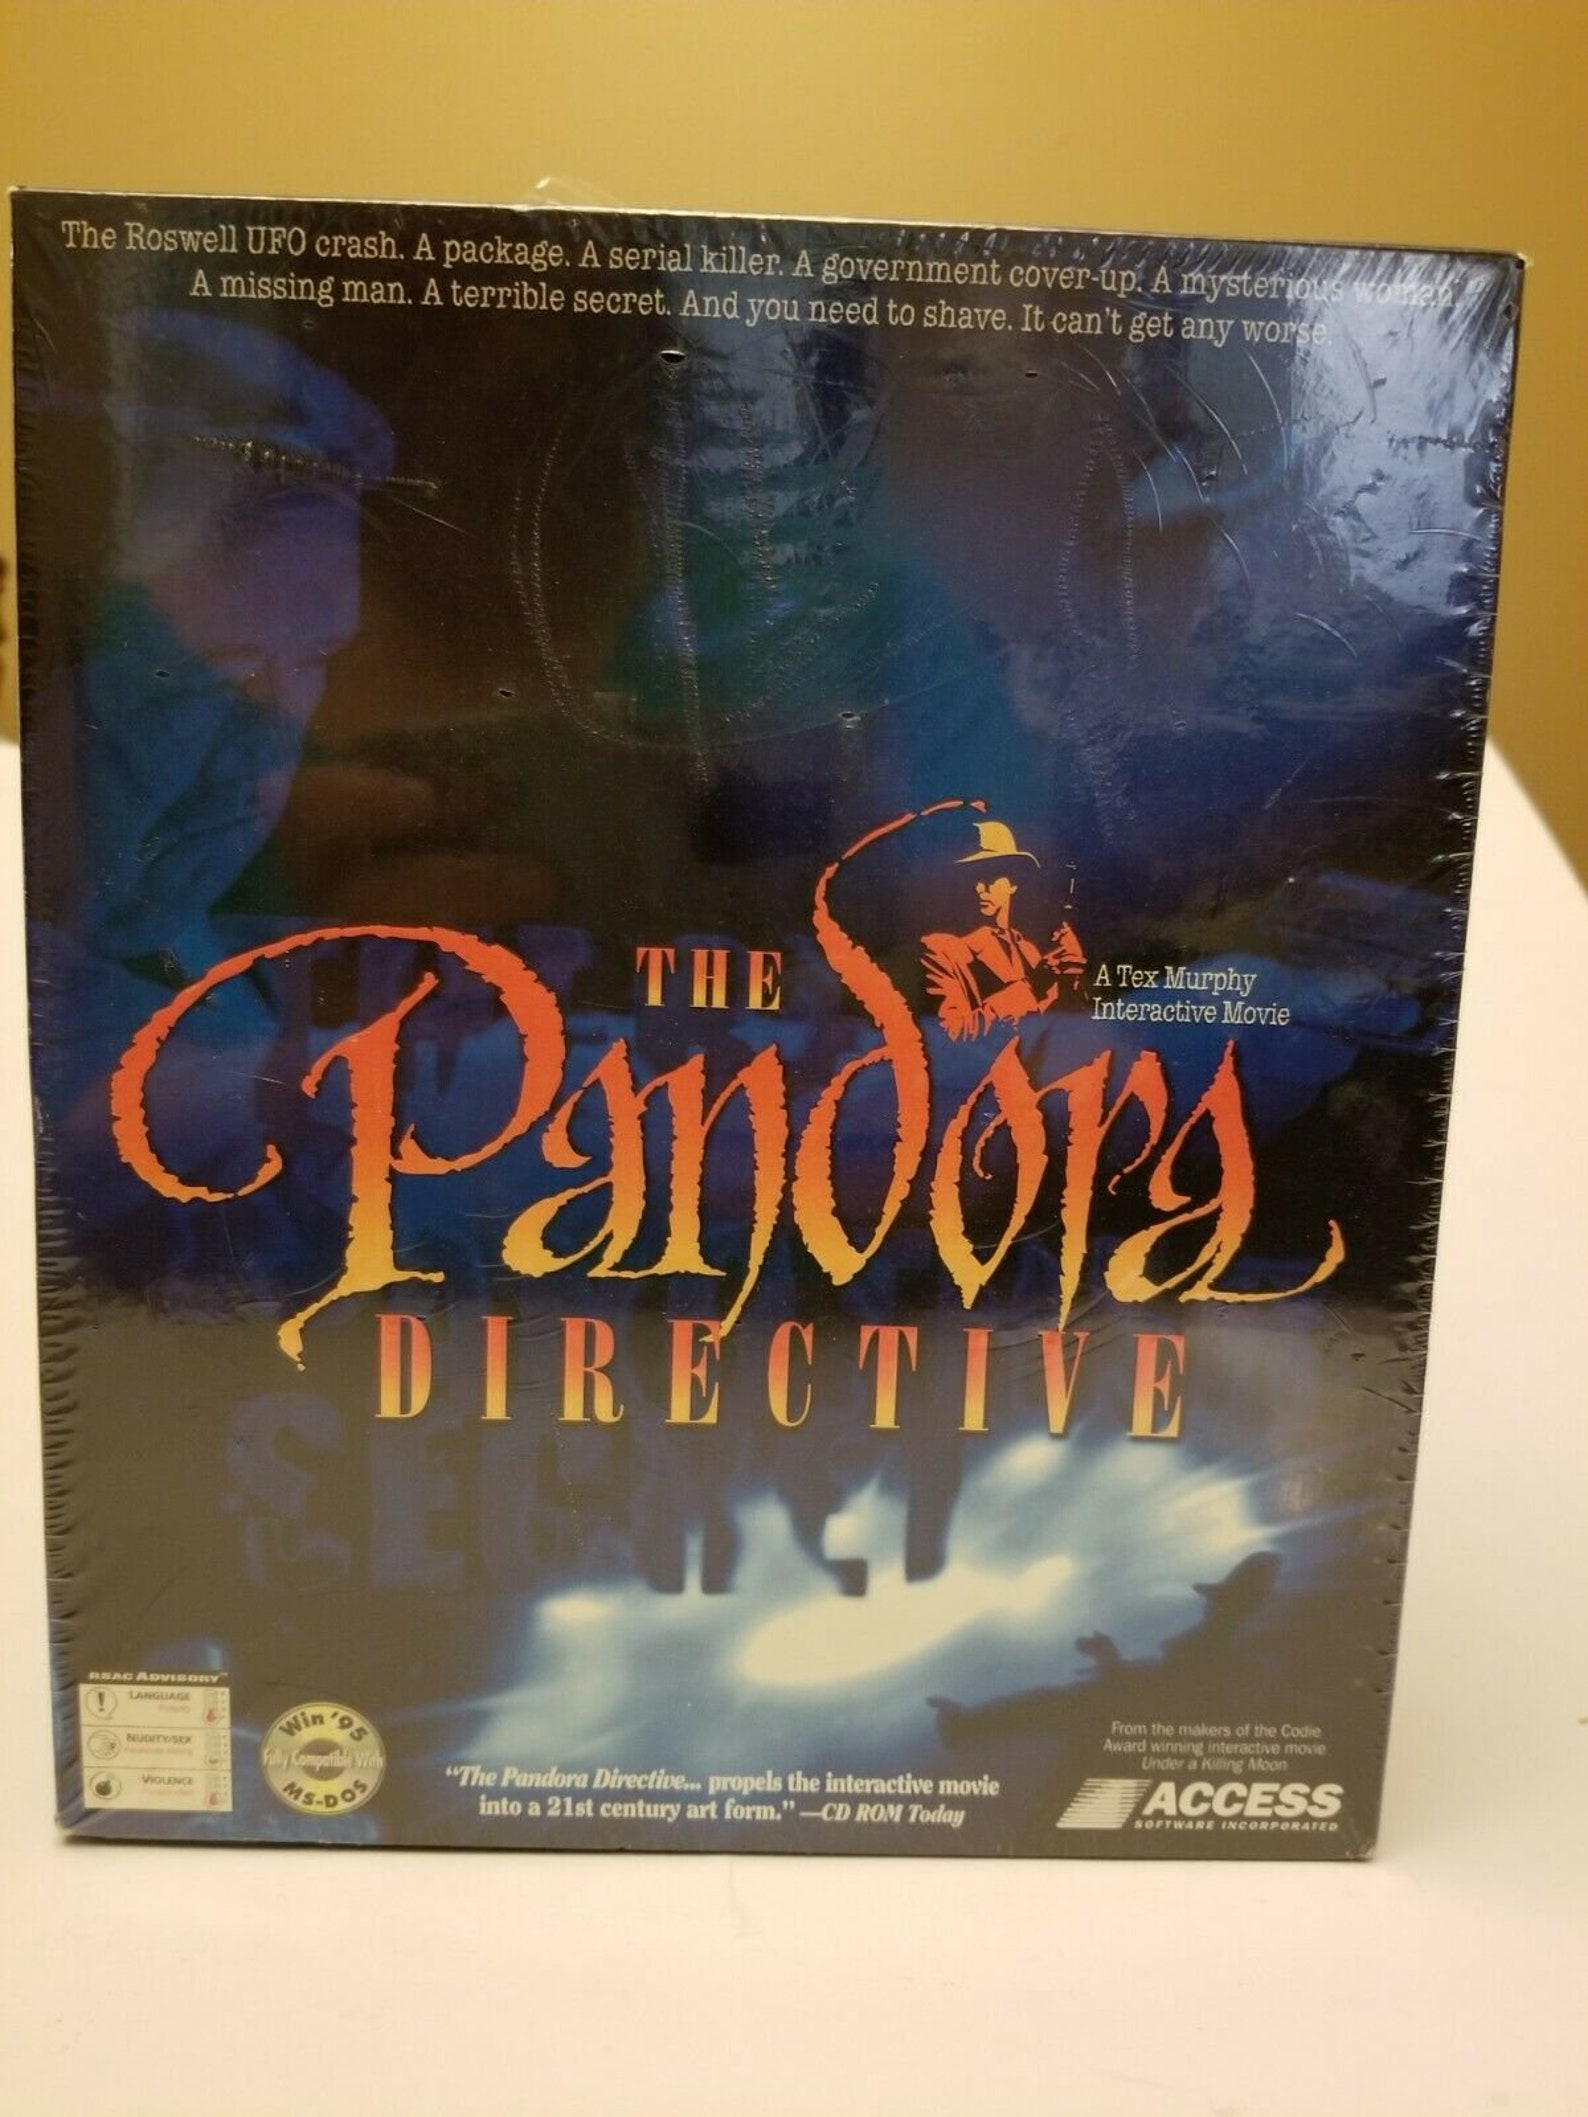 The Roswell UFO crash. A package. A serial killer. A government cover-up. A mysterious woman.
A missing man. A terrible secret. And you need to shave. It can't get any worse.
THE
Pandora
DIRECTIVE
A Tex Murphy
Interactive Movie
SECRET
RSAC ADVISORY™
LANGUAGE
NUDITY/SEX
VIOLENCE
Win '95
Fully Compatible With
MS-DOS
"The Pandora Directive... propels the interactive movie
into a 21st century art form." —CD ROM Today
From the makers of the Codie
Award winning interactive movie
Under a Killing Moon
ACCESS
SOFTWARE INCORPORATED